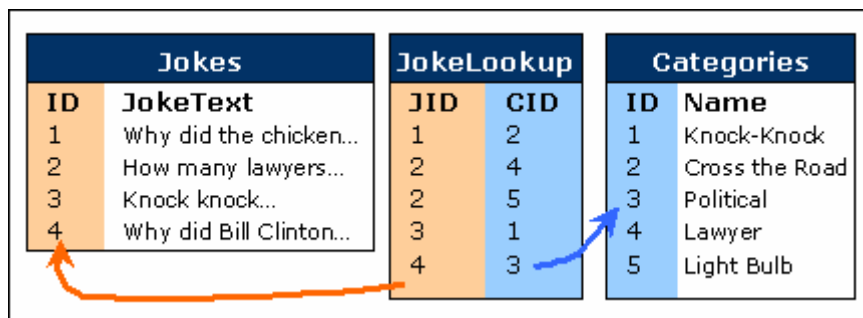 Jokes
ID JokeText
1 Why did the chicken...
2 How many lawyers...
3 Knock knock...
4 Why did Bill Clinton...
JokeLookup
JID CID
1 2
2 4
2 5
3 1
4 3
Categories
ID Name
1 Knock-Knock
2 Cross the Road
3 Political
4 Lawyer
5 Light Bulb